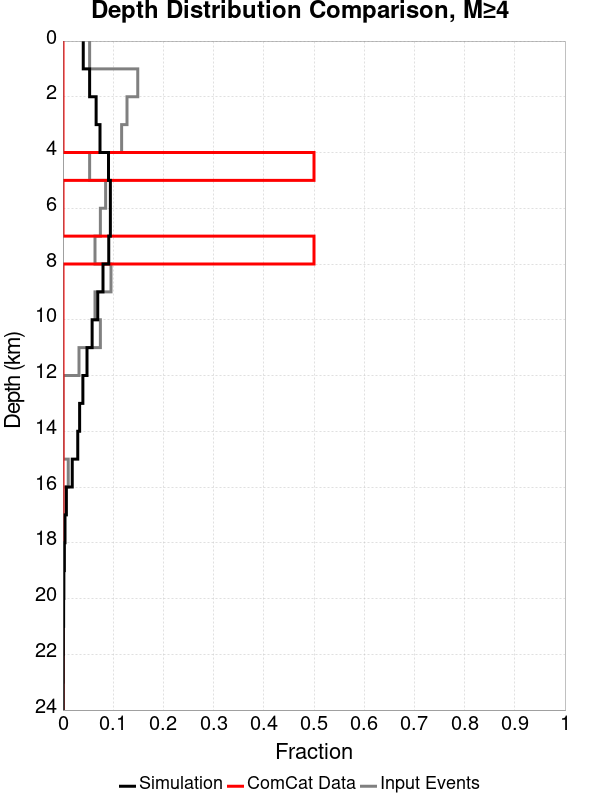 Depth Distribution Comparison, M≥4
0
2
4
6
8
10
12
14
16
18
20
22
24
Depth (km)
0 0.1 0.2 0.3 0.4 0.5 0.6 0.7 0.8 0.9 1
Fraction
Simulation ComCat Data Input Events